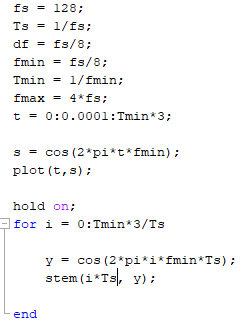 fs = 128;
Ts = 1/fs;
df = fs/8;
fmin = fs/8;
Tmin = 1/fmin;
fmax = 4*fs;
t = 0:0.0001:Tmin*3;
s = cos(2*pi*t*fmin);
plot(t,s);
hold on;
for i = 0:Tmin*3/Ts
y = cos(2*pi*i*fmin*Ts);
stem(i*Ts, y);
end